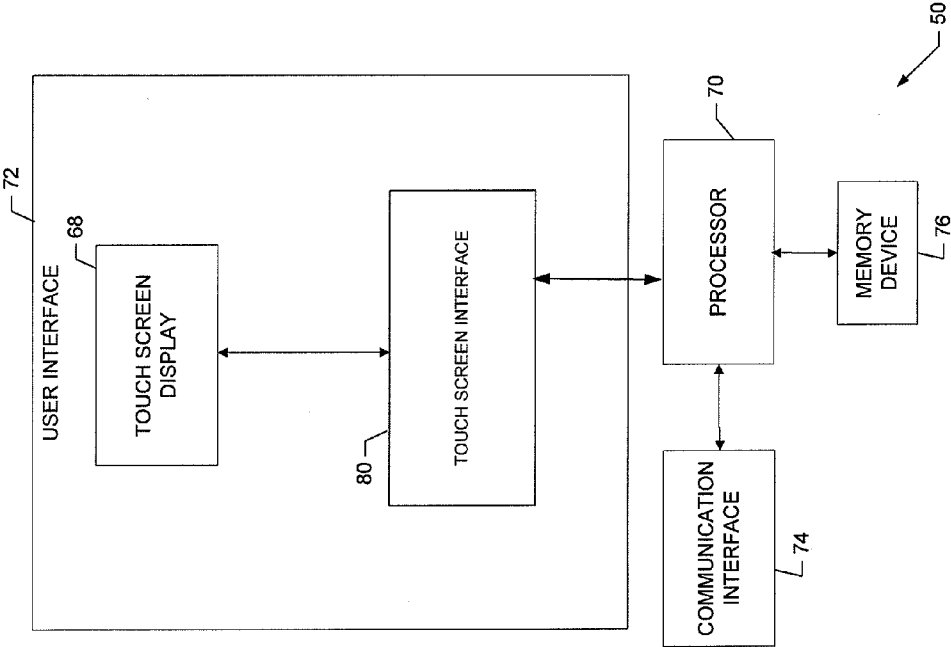 72
USER INTERFACE
68
TOUCH SCREEN
DISPLAY
80
TOUCH SCREEN INTERFACE
70
PROCESSOR
50
COMMUNICATION
INTERFACE
74
MEMORY
DEVICE
76